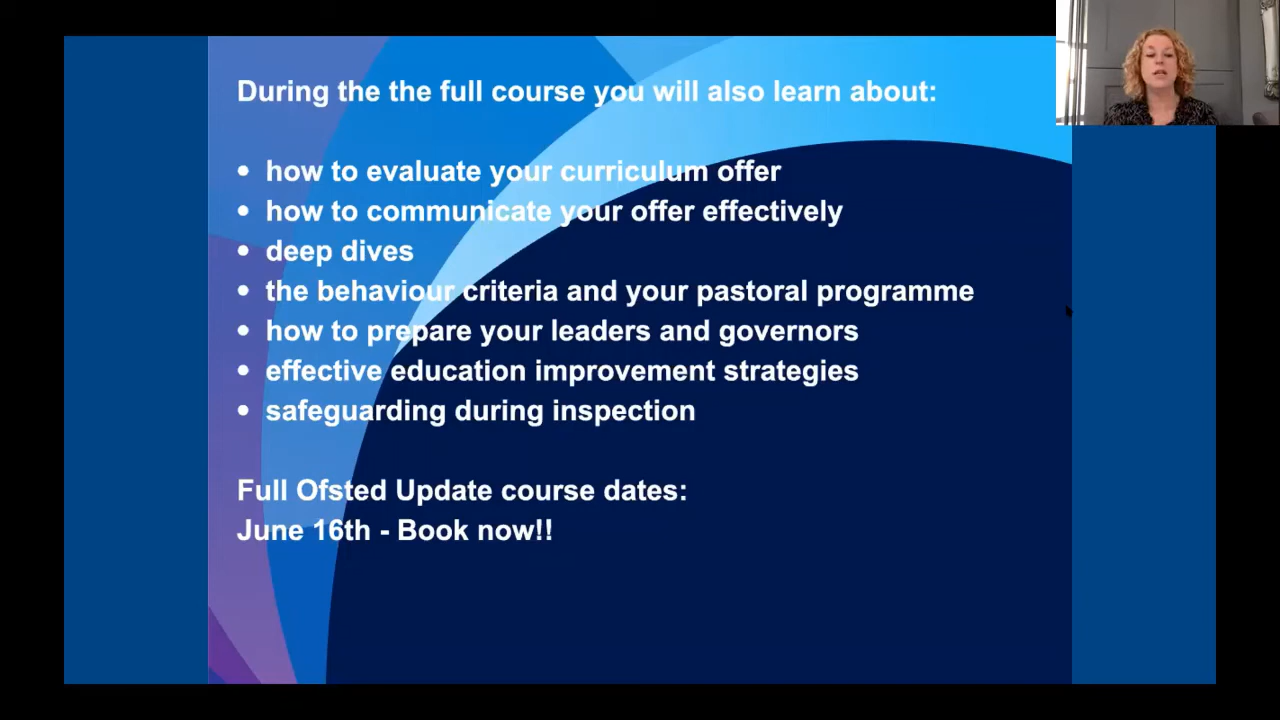 During the the full course you will also learn about:
• how to evaluate your curriculum offer
• how to communicate your offer effectively
• deep dives
• the behaviour criteria and your pastoral programme
• how to prepare your leaders and governors
• effective education improvement strategies
• safeguarding during inspection
Full Ofsted Update course dates:
June 16th - Book now!!